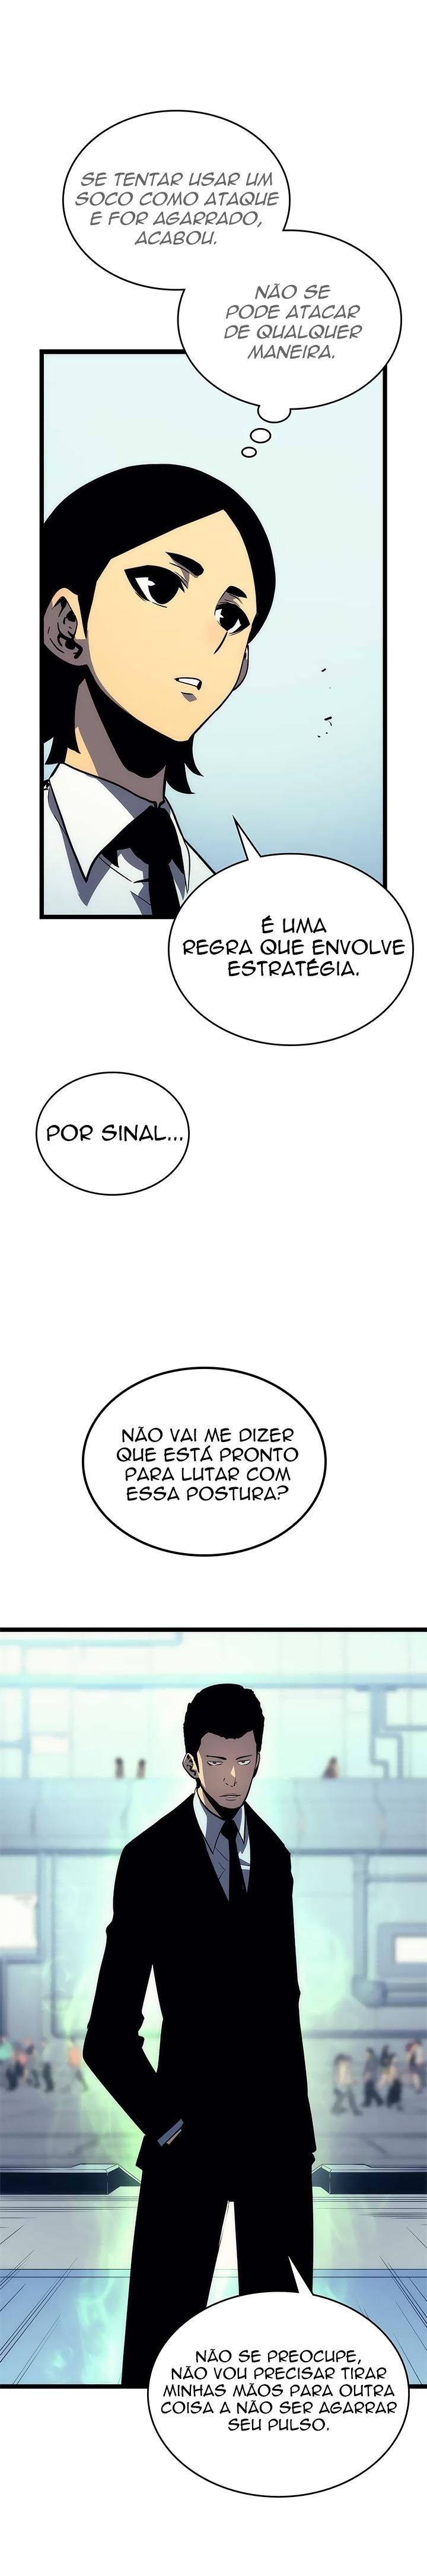 SE TENTAR USAR UM
SOCO COMO ATAQUE
E FOR AGARRADO,
ACABOU.
NÃO SE
PODE ATACAR
DE QUALQUER
MANEIRA.
É UMA
REGRA QUE ENVOLVE
ESTRATÉGIA.
POR SINAL...
NÃO VAI ME DIZER
QUE ESTÁ PRONTO
PARA LUTAR COM
ESSA POSTURA?
NÃO SE PREOCUPE,
NÃO VOU PRECISAR TIRAR
MINHAS MÃOS PARA OUTRA
COISA A NÃO SER AGARRAR
SEU PULSO.